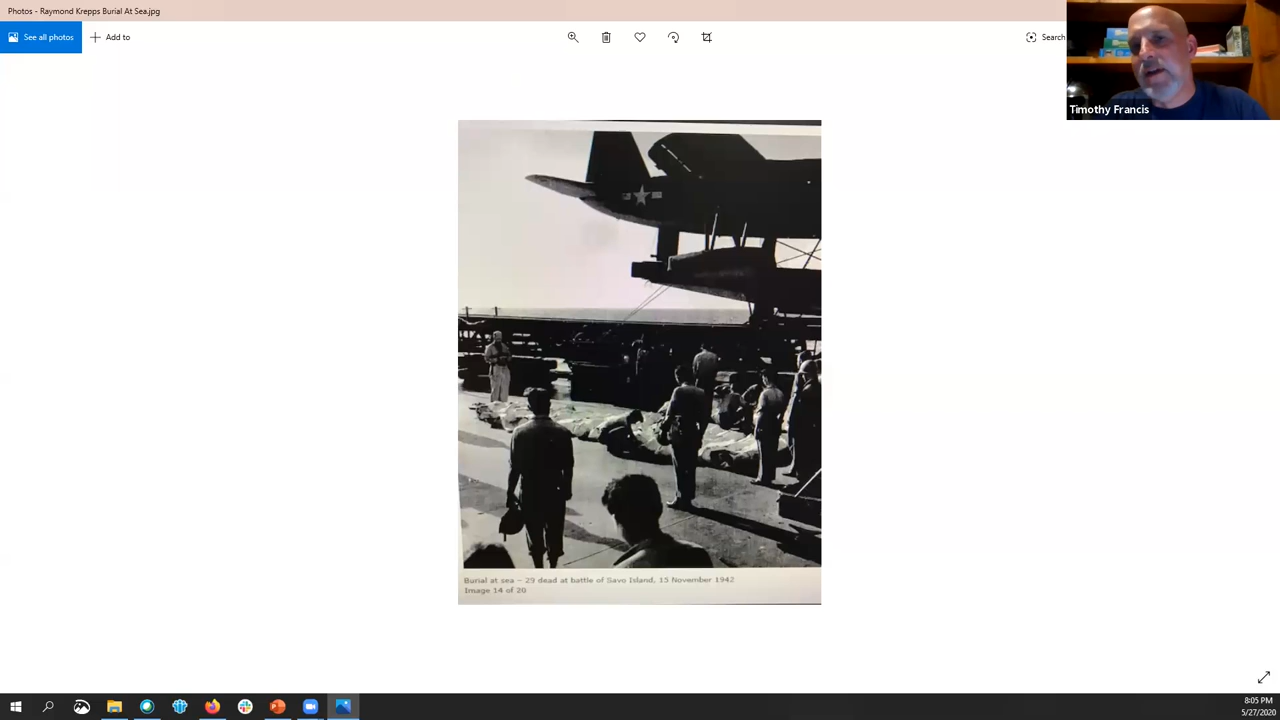 Photos - Raymond Krepps Burial At Sea.jpg
See all photos
Add to
Search
Timothy Francis
Burial at sea – 29 dead at battle of Savo Island, 15 November 1942
Image 14 of 20
8:05 PM
5/27/2020